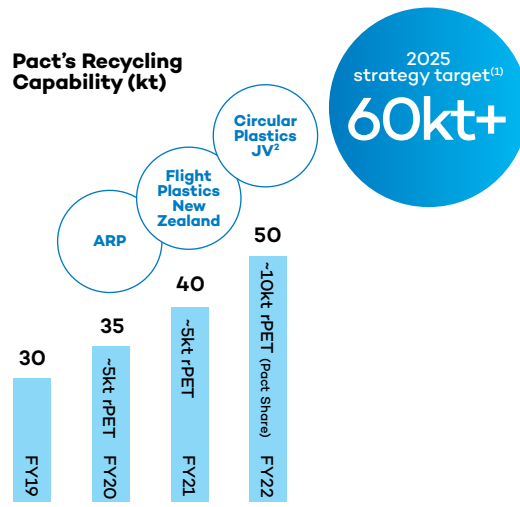 Pact's Recycling
Capability (kt)
2025
strategy target(1)
60kt+
Circular
Plastics
JV2
Flight
Plastics
New
Zealand
ARP
30
35
40
50
~5kt rPET
~5kt rPET
~10kt rPET (Pact Share)
FY19
FY20
FY21
FY22